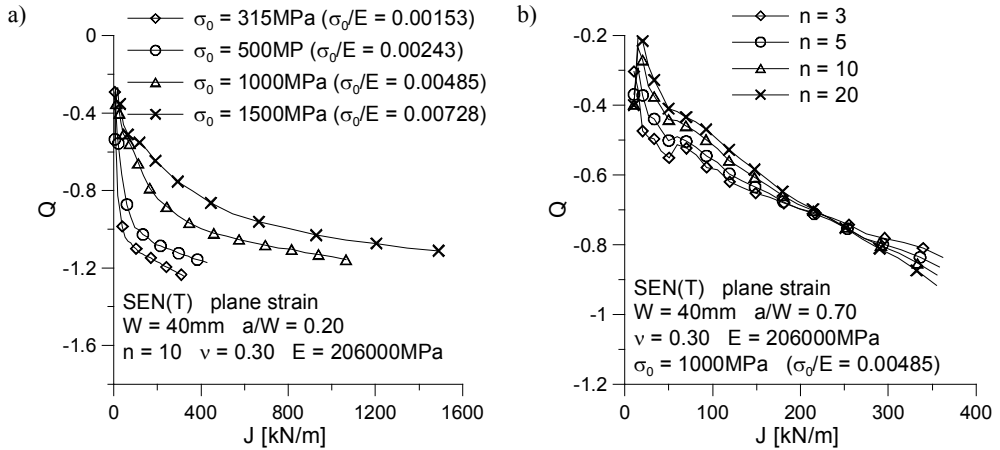 a)
σ0 = 315MPa (σ0/E = 0.00153)
σ0 = 500MP (σ0/E = 0.00243)
σ0 = 1000MPa (σ0/E = 0.00485)
σ0 = 1500MPa (σ0/E = 0.00728)
0
-0.4
-0.8
-1.2
-1.6
Q
SEN(T) plane strain
W = 40mm a/W = 0.20
n = 10 ν = 0.30 E = 206000MPa
0 400 800 1200 1600
J [kN/m]
b)
n = 3
n = 5
n = 10
n = 20
-0.2
-0.4
-0.6
-0.8
-1
-1.2
Q
SEN(T) plane strain
W = 40mm a/W = 0.70
ν = 0.30 E = 206000MPa
σ0 = 1000MPa (σ0/E = 0.00485)
0 100 200 300 400
J [kN/m]